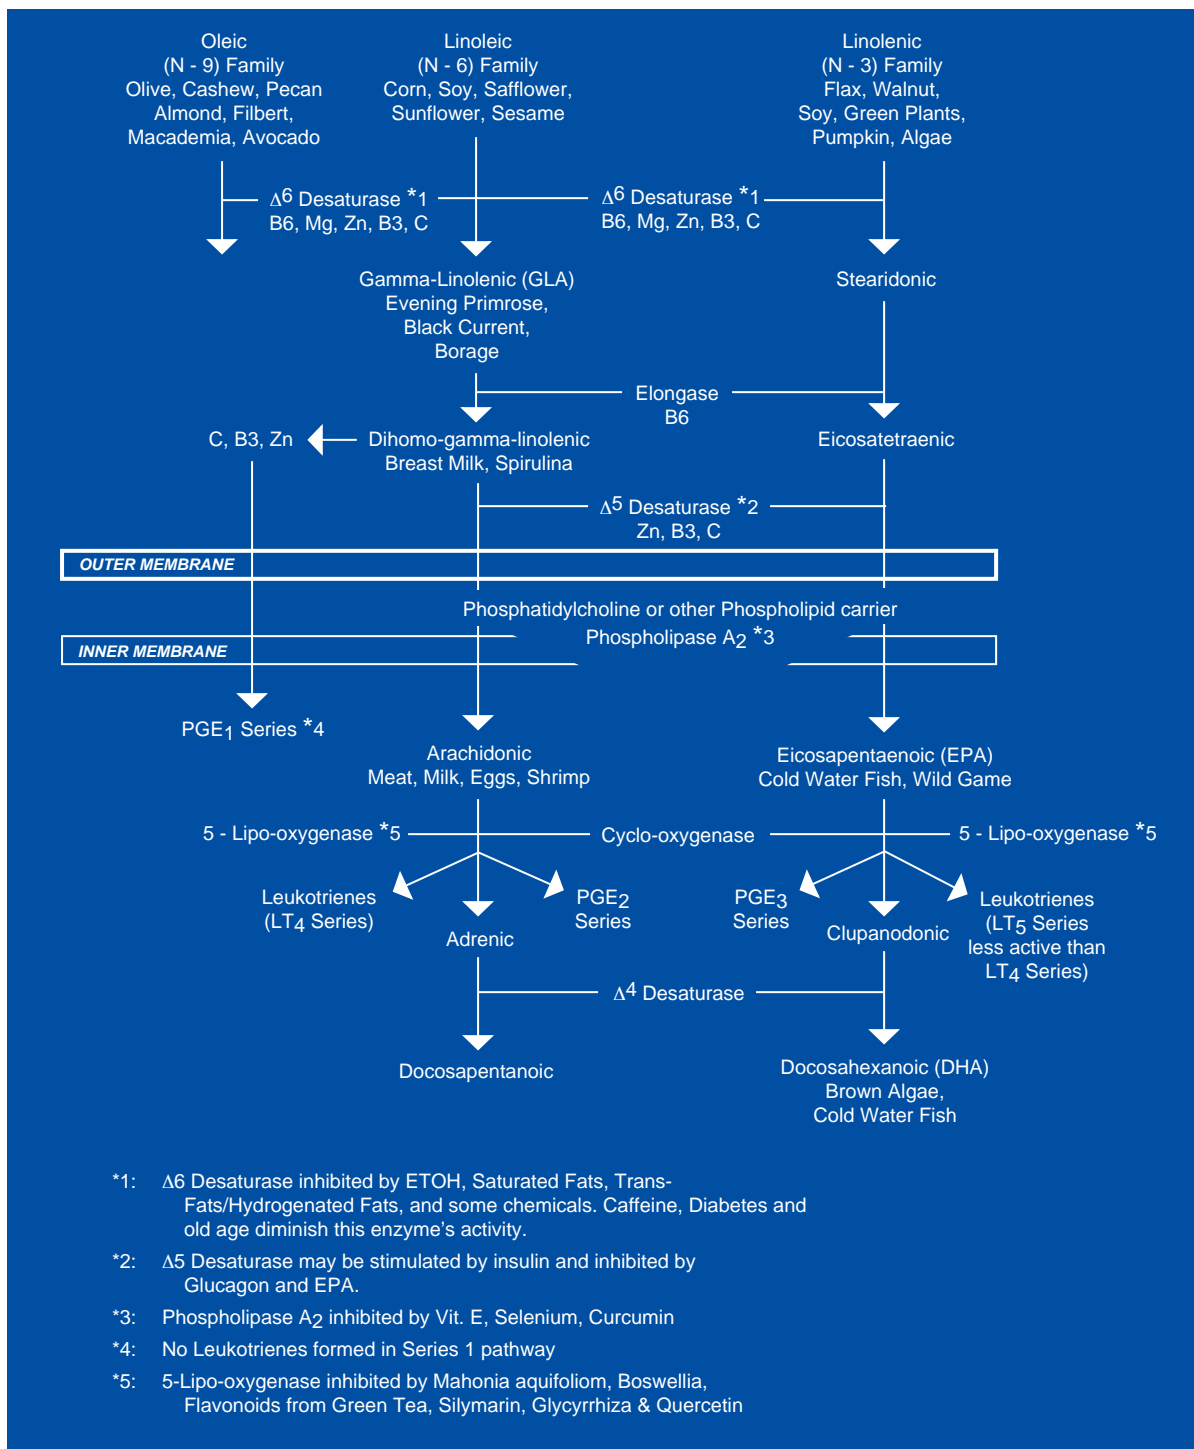 Oleic
(N - 9) Family
Olive, Cashew, Pecan
Almond, Filbert,
Macademia, Avocado
Linoleic
(N - 6) Family
Corn, Soy, Safflower,
Sunflower, Sesame
Linolenic
(N - 3) Family
Flax, Walnut,
Soy, Green Plants,
Pumpkin, Algae
Δ6 Desaturase *1
B6, Mg, Zn, B3, C
Δ6 Desaturase *1
B6, Mg, Zn, B3, C
Gamma-Linolenic (GLA)
Evening Primrose,
Black Current,
Borage
Stearidonic
Elongase
B6
C, B3, Zn
Dihomo-gamma-linolenic
Breast Milk, Spirulina
Eicosatetraenic
Δ5 Desaturase *2
Zn, B3, C
OUTER MEMBRANE
Phosphatidylcholine or other Phospholipid carrier
Phospholipase A2 *3
INNER MEMBRANE
PGE1 Series *4
Arachidonic
Meat, Milk, Eggs, Shrimp
Eicosapentaenoic (EPA)
Cold Water Fish, Wild Game
5 - Lipo-oxygenase *5
Cyclo-oxygenase
5 - Lipo-oxygenase *5
Leukotrienes
(LT4 Series)
PGE2
Series
Adrenic
PGE3
Series
Clupanodonic
Leukotrienes
(LT5 Series
less active than
LT4 Series)
Δ4 Desaturase
Docosapentanoic
Docosahexanoic (DHA)
Brown Algae,
Cold Water Fish
*1: Δ6 Desaturase inhibited by ETOH, Saturated Fats, Trans-
Fats/Hydrogenated Fats, and some chemicals. Caffeine, Diabetes and
old age diminish this enzyme's activity.
*2: Δ5 Desaturase may be stimulated by insulin and inhibited by
Glucagon and EPA.
*3: Phospholipase A2 inhibited by Vit. E, Selenium, Curcumin
*4: No Leukotrienes formed in Series 1 pathway
*5: 5-Lipo-oxygenase inhibited by Mahonia aquifoliom, Boswellia,
Flavonoids from Green Tea, Silymarin, Glycyrrhiza & Quercetin